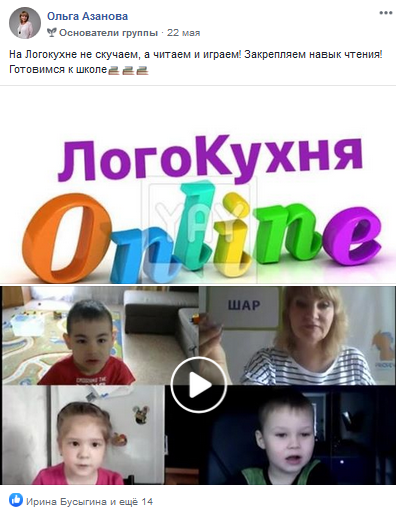 Ольга Азанова
Основатели группы · 22 мая
На Логокухне не скучаем, а читаем и играем! Закрепляем навык чтения!
Готовимся к школе
ЛогоКухня
Online
YAY
ШАР
Ирина Бусыгина и ещё 14